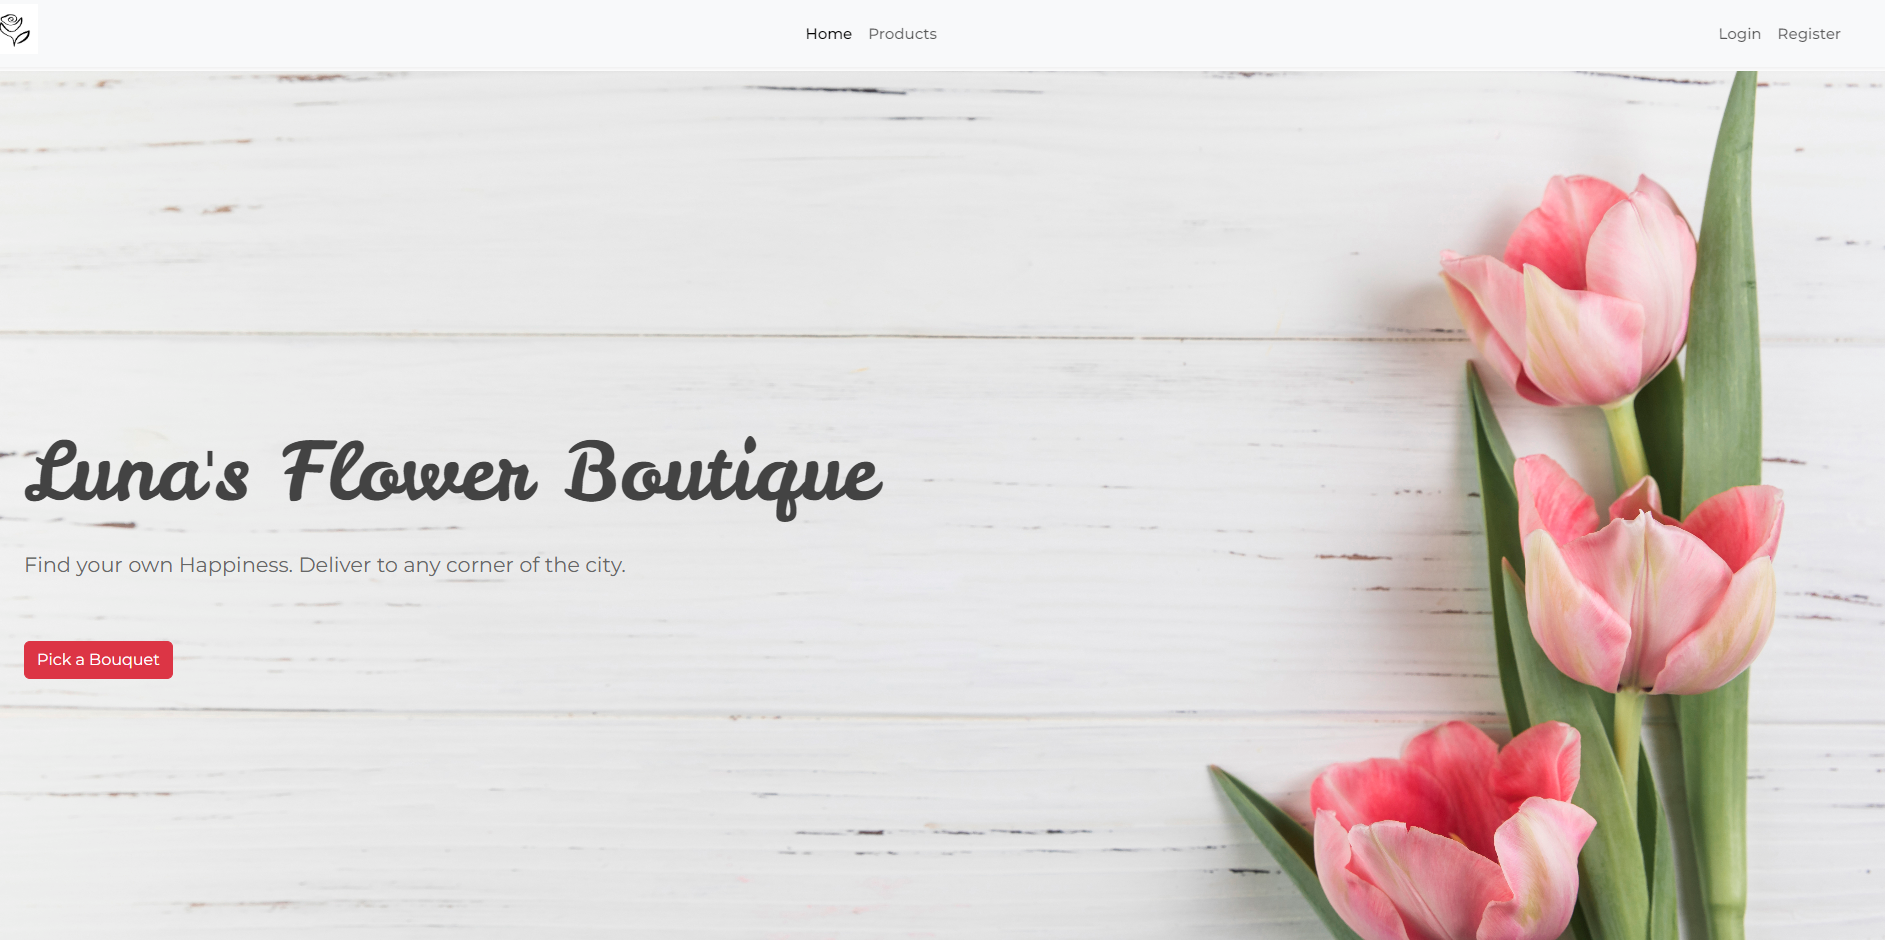 Home Products Login Register
Luna's Flower Boutique
Find your own Happiness. Deliver to any corner of the city.
Pick a Bouquet